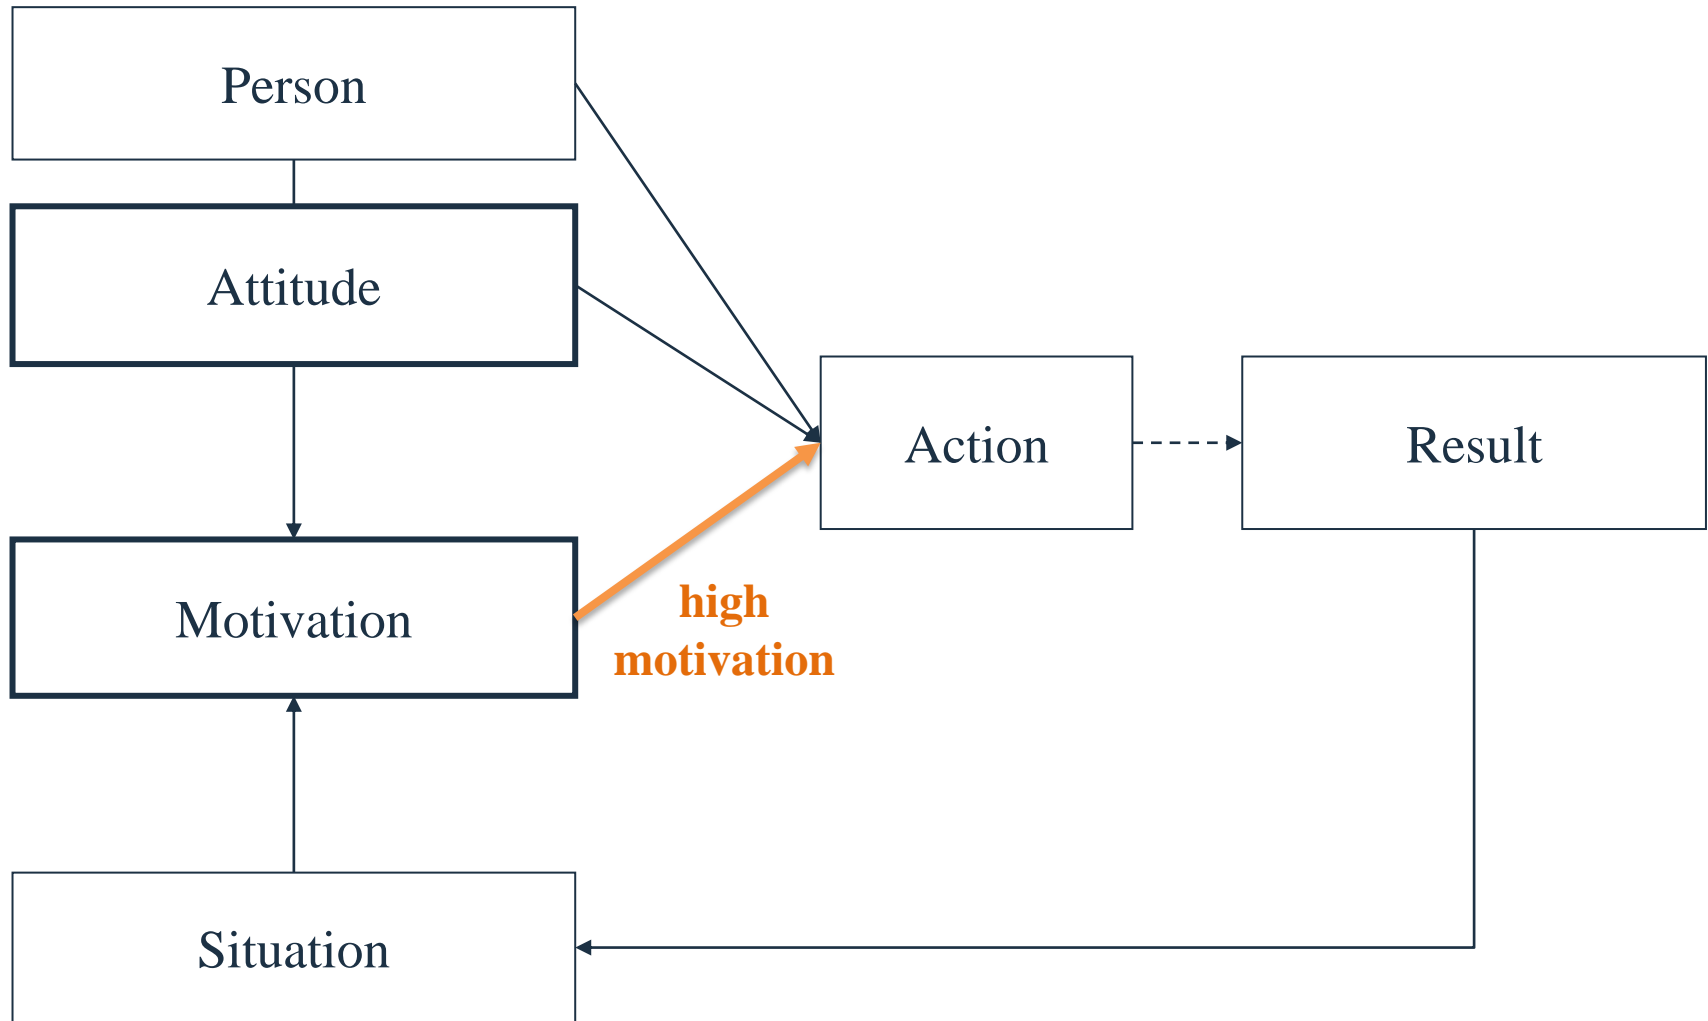 Person
Attitude
Action
Result
high
motivation
Motivation
Situation